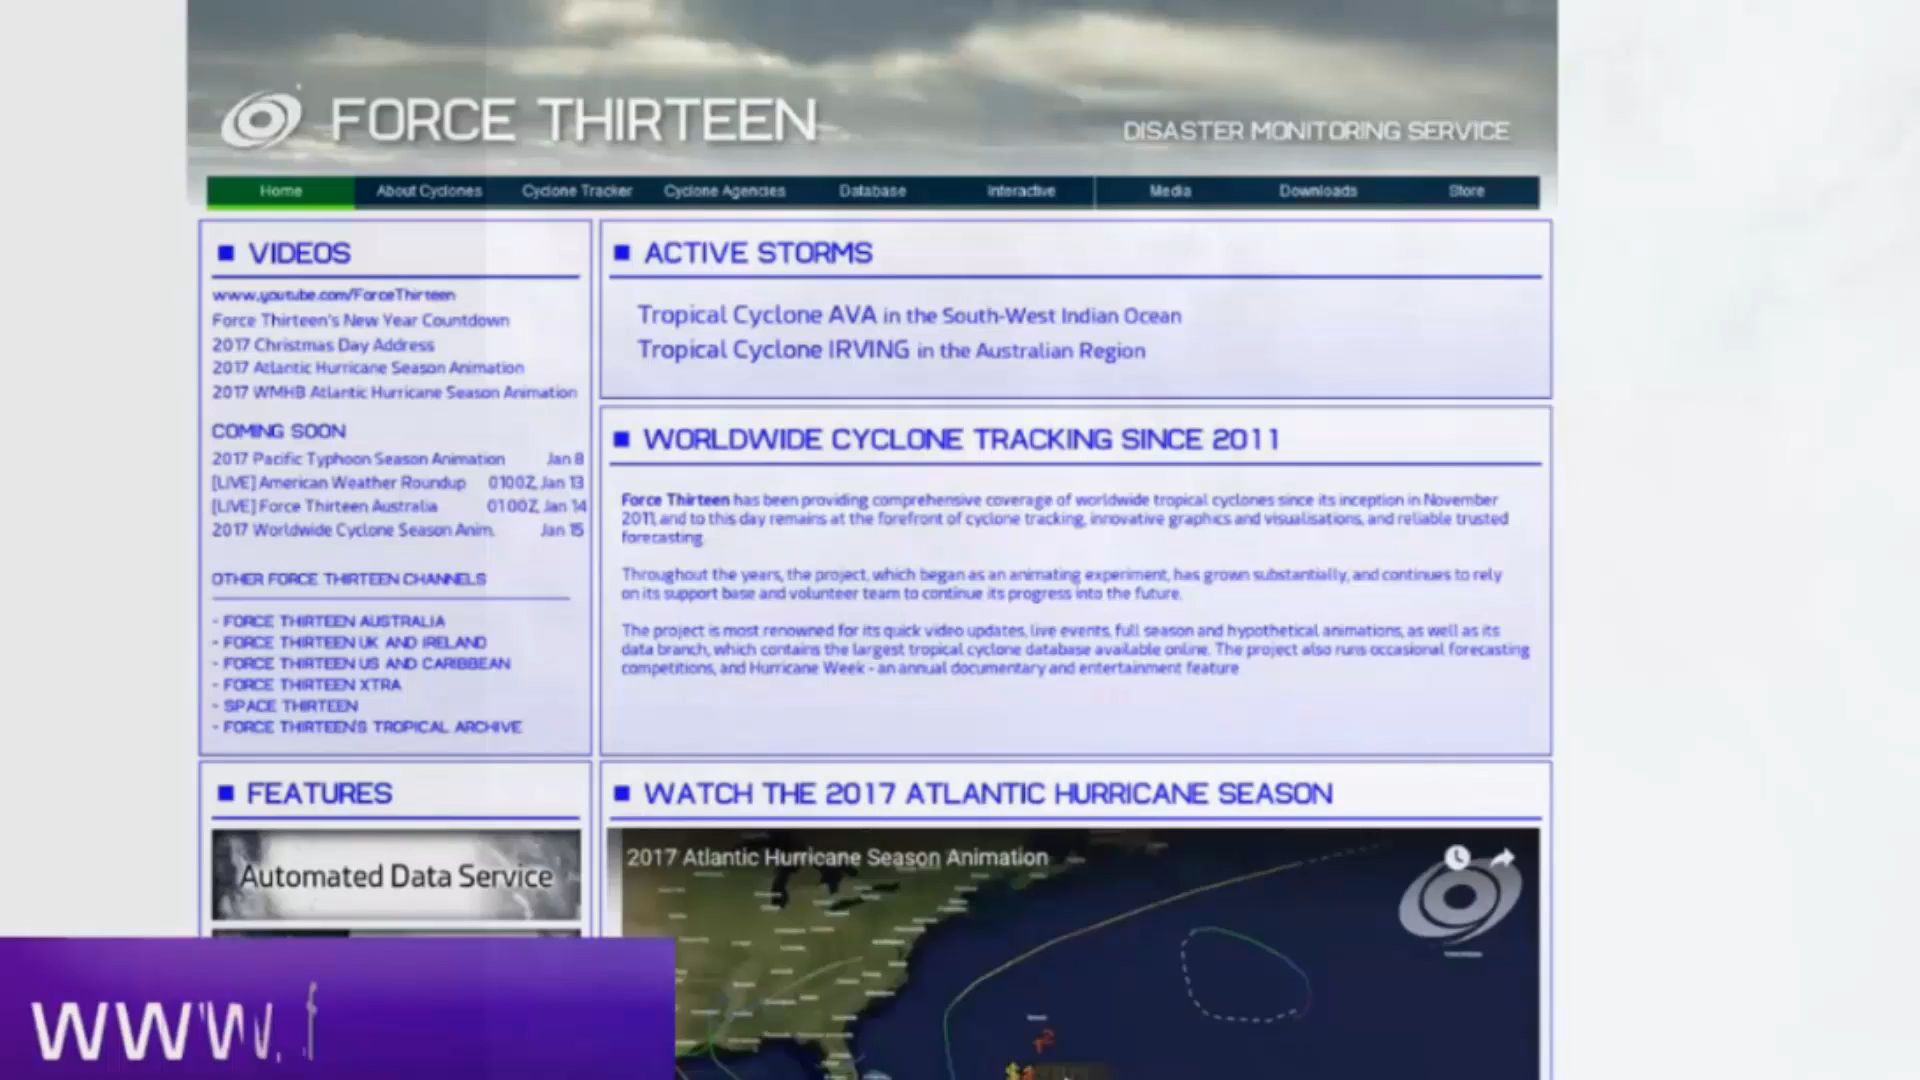 FORCE THIRTEEN
DISASTER MONITORING SERVICE
Home About Cyclones Cyclone Tracker Cyclone Agencies Database Interactive Media Downloads Store
VIDEOS
www.youtube.com/ForceThirteen
Force Thirteen's New Year Countdown
2017 Christmas Day Address
2017 Atlantic Hurricane Season Animation
2017 WMHB Atlantic Hurricane Season Animation
COMING SOON
2017 Pacific Typhoon Season Animation Jan 8
[LIVE] American Weather Roundup 0100Z, Jan 13
[LIVE] Force Thirteen Australia 0100Z, Jan 14
2017 Worldwide Cyclone Season Anim. Jan 15
OTHER FORCE THIRTEEN CHANNELS
- FORCE THIRTEEN AUSTRALIA
- FORCE THIRTEEN UK AND IRELAND
- FORCE THIRTEEN US AND CARIBBEAN
- FORCE THIRTEEN XTRA
- SPACE THIRTEEN
- FORCE THIRTEEN'S TROPICAL ARCHIVE
ACTIVE STORMS
Tropical Cyclone AVA in the South-West Indian Ocean
Tropical Cyclone IRVING in the Australian Region
WORLDWIDE CYCLONE TRACKING SINCE 2011
Force Thirteen has been providing comprehensive coverage of worldwide tropical cyclones since its inception in November
2011, and to this day remains at the forefront of cyclone tracking, innovative graphics and visualisations, and reliable trusted
forecasting.
Throughout the years, the project, which began as an animating experiment, has grown substantially, and continues to rely
on its support base and volunteer team to continue its progress into the future.
The project is most renowned for its quick video updates, live events, full season and hypothetical animations, as well as its
data branch, which contains the largest tropical cyclone database available online. The project also runs occasional forecasting
competitions, and Hurricane Week - an annual documentary and entertainment feature
FEATURES
Automated Data Service
WATCH THE 2017 ATLANTIC HURRICANE SEASON
2017 Atlantic Hurricane Season Animation
www.f